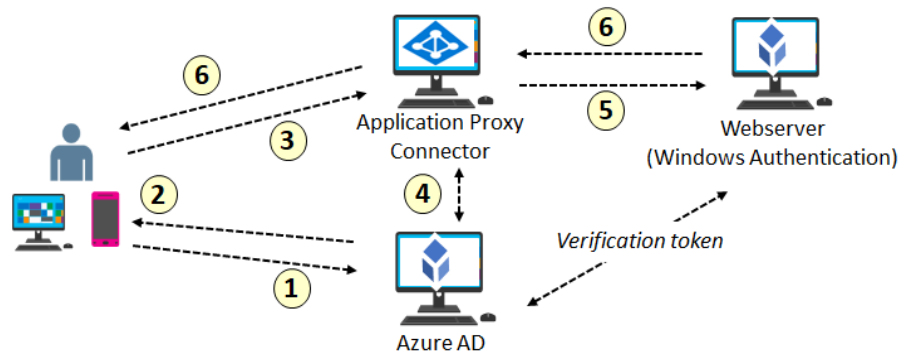 6
6
3
5
Application Proxy
Connector
Webserver
(Windows Authentication)
2
4
Verification token
1
Azure AD